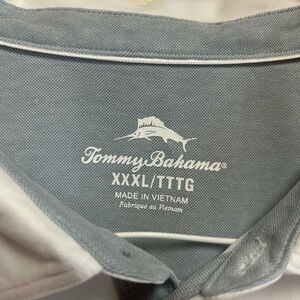 Tommy Bahama®
XXXL/TTTG
MADE IN VIETNAM
Fabriqué au Vietnam